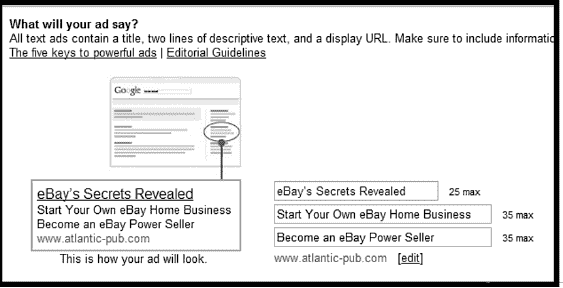 What will your ad say?
All text ads contain a title, two lines of descriptive text, and a display URL. Make sure to include informatio
The five keys to powerful ads | Editorial Guidelines
Google
eBay's Secrets Revealed
Start Your Own eBay Home Business
Become an eBay Power Seller
www.atlantic-pub.com
This is how your ad will look.
eBay's Secrets Revealed 25 max
Start Your Own eBay Home Business 35 max
Become an eBay Power Seller 35 max
www.atlantic-pub.com [edit]